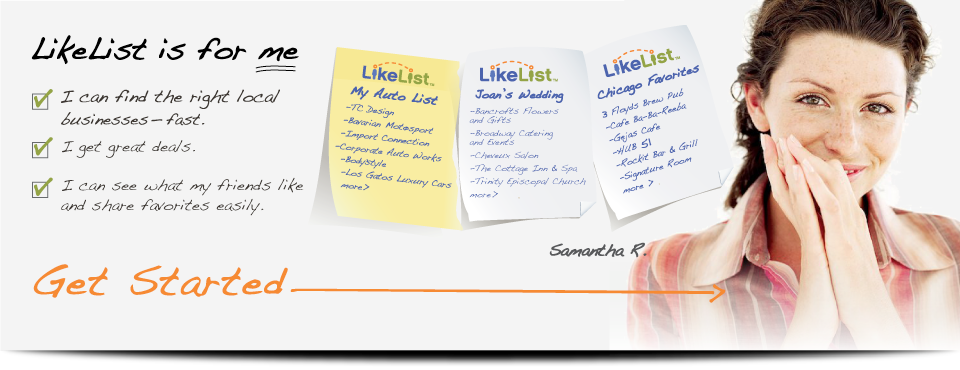 LikeList is for me
I can find the right local
businesses – fast.
I get great deals.
I can see what my friends like
and share favorites easily.
Get Started
LikeList™
My Auto List
-TC Design
-Bavarian Motorsport
-Import Connection
-Corporate Auto Works
-BodyStyle
-Los Gatos Luxury Cars
more>
LikeList™
Joan's Wedding
-Bancrofts Flowers
and Gifts
-Broadway Catering
and Events
-Cheveux Salon
-The Cottage Inn & Spa
-Trinity Episcopal Church
more>
LikeList™
Chicago Favorites
3 Floyds Brew Pub
-Cafe Ba-Ba-Reeba
-Gejas Cafe
-HUB 51
-Rockit Bar & Grill
-Signature Room
more >
Samantha R.